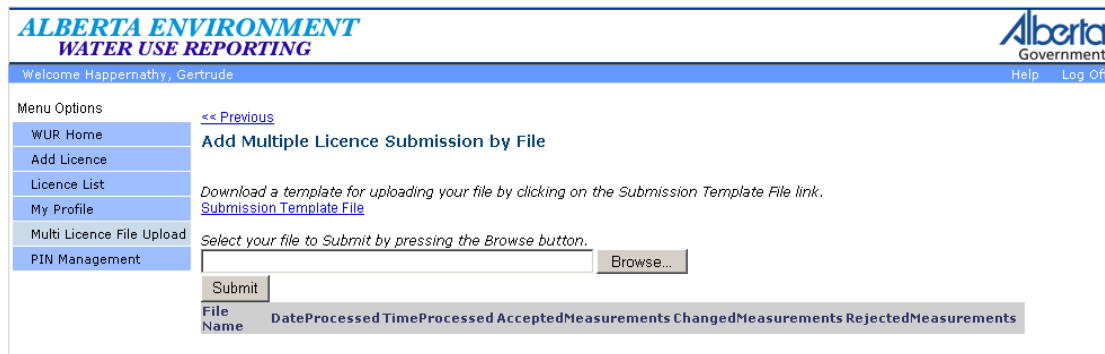 ALBERTA ENVIRONMENT
WATER USE REPORTING
Alberta
Government
Welcome Happernathy, Gertrude
Help Log Off
Menu Options
WUR Home
Add Licence
Licence List
My Profile
Multi Licence File Upload
PIN Management
<< Previous
Add Multiple Licence Submission by File
Download a template for uploading your file by clicking on the Submission Template File link.
Submission Template File
Select your file to Submit by pressing the Browse button.
Browse...
Submit
File Name DateProcessed TimeProcessed AcceptedMeasurements ChangedMeasurements RejectedMeasurements